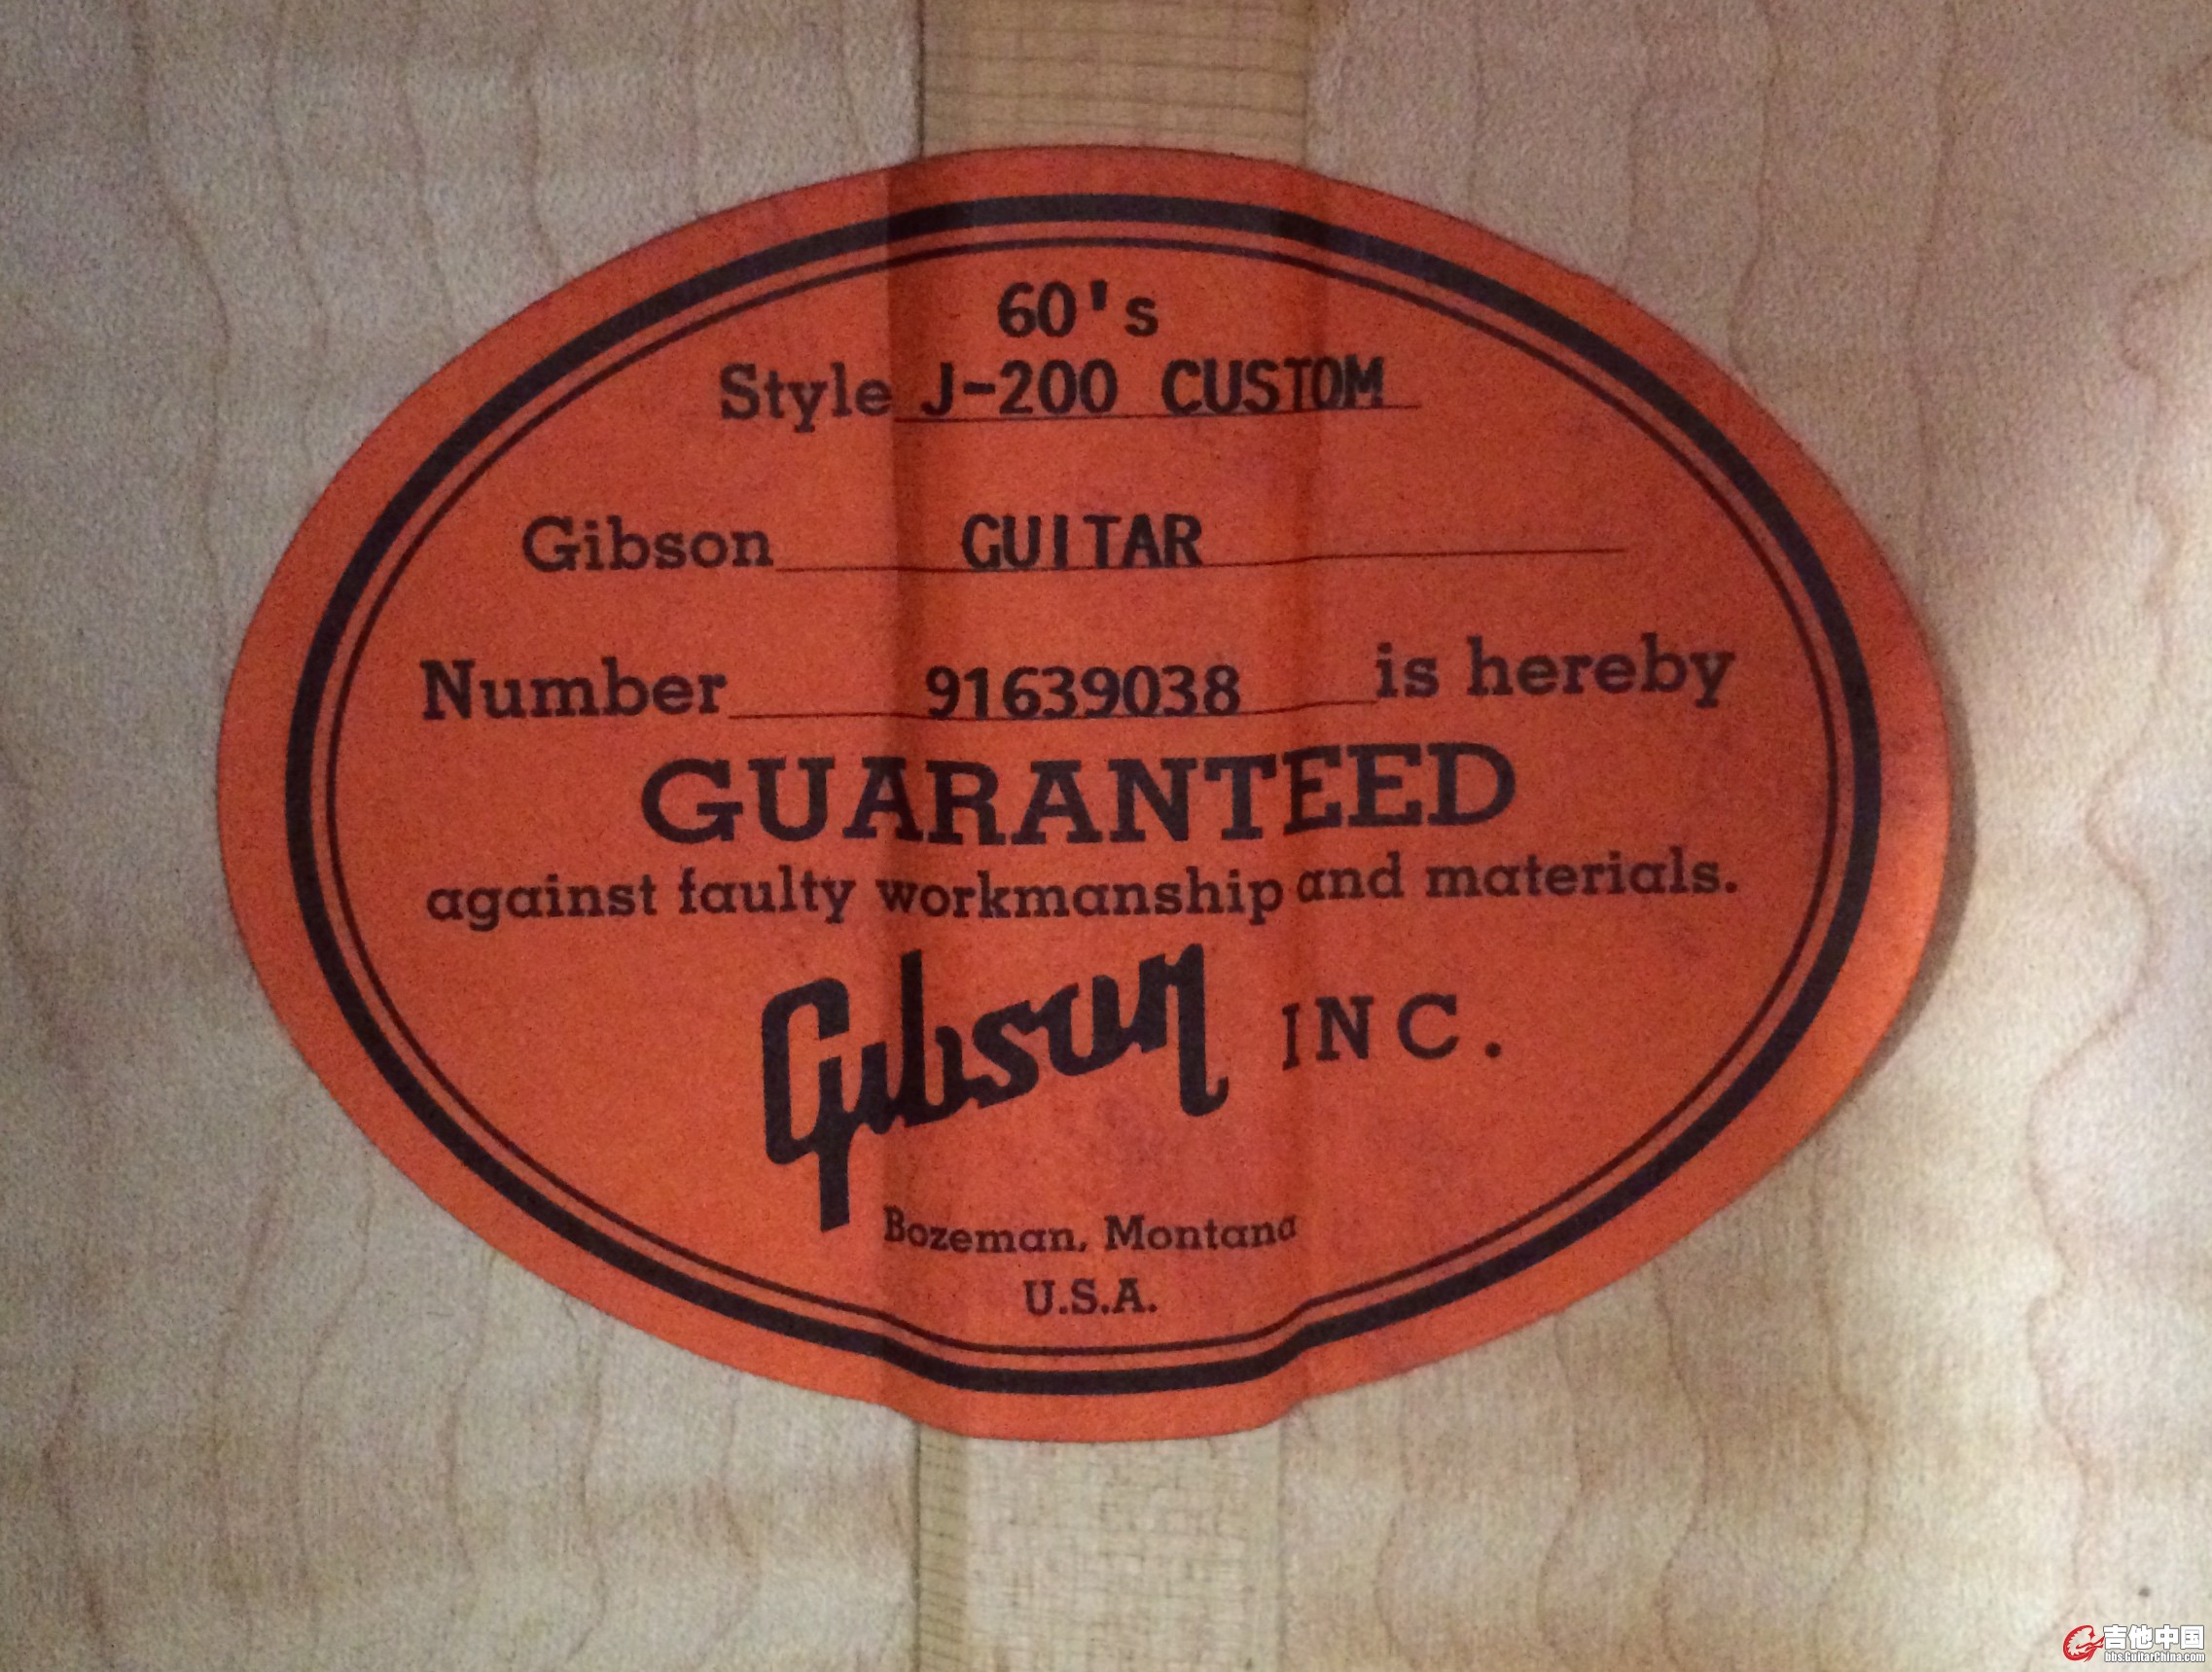 60's
Style J-200 CUSTOM
Gibson GUITAR
Number 91639038 is hereby
GUARANTEED
against faulty workmanship and materials.
Gibson INC.
Bozeman, Montana
U.S.A.
吉他中国
bbs.GuitarChina.com